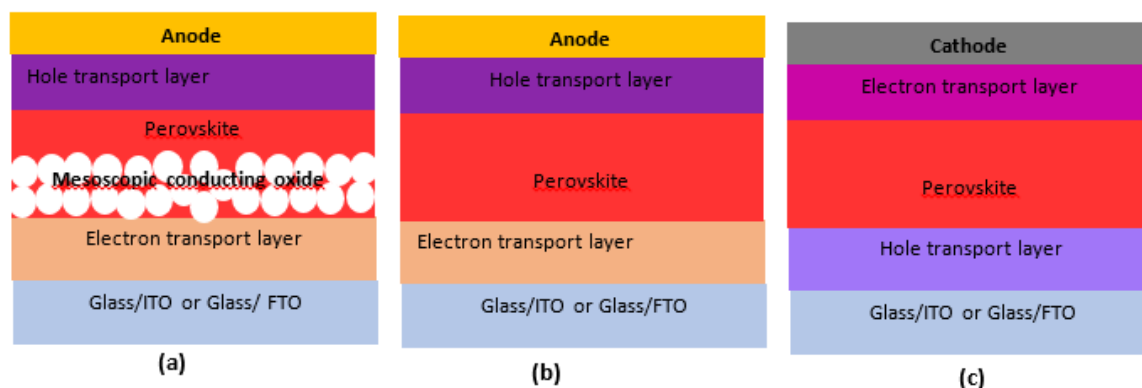 Anode
Hole transport layer
Perovskite
Mesoscopic conducting oxide
Electron transport layer
Glass/ITO or Glass/ FTO
(a)
Anode
Hole transport layer
Perovskite
Electron transport layer
Glass/ITO or Glass/FTO
(b)
Cathode
Electron transport layer
Perovskite
Hole transport layer
Glass/ITO or Glass/FTO
(c)